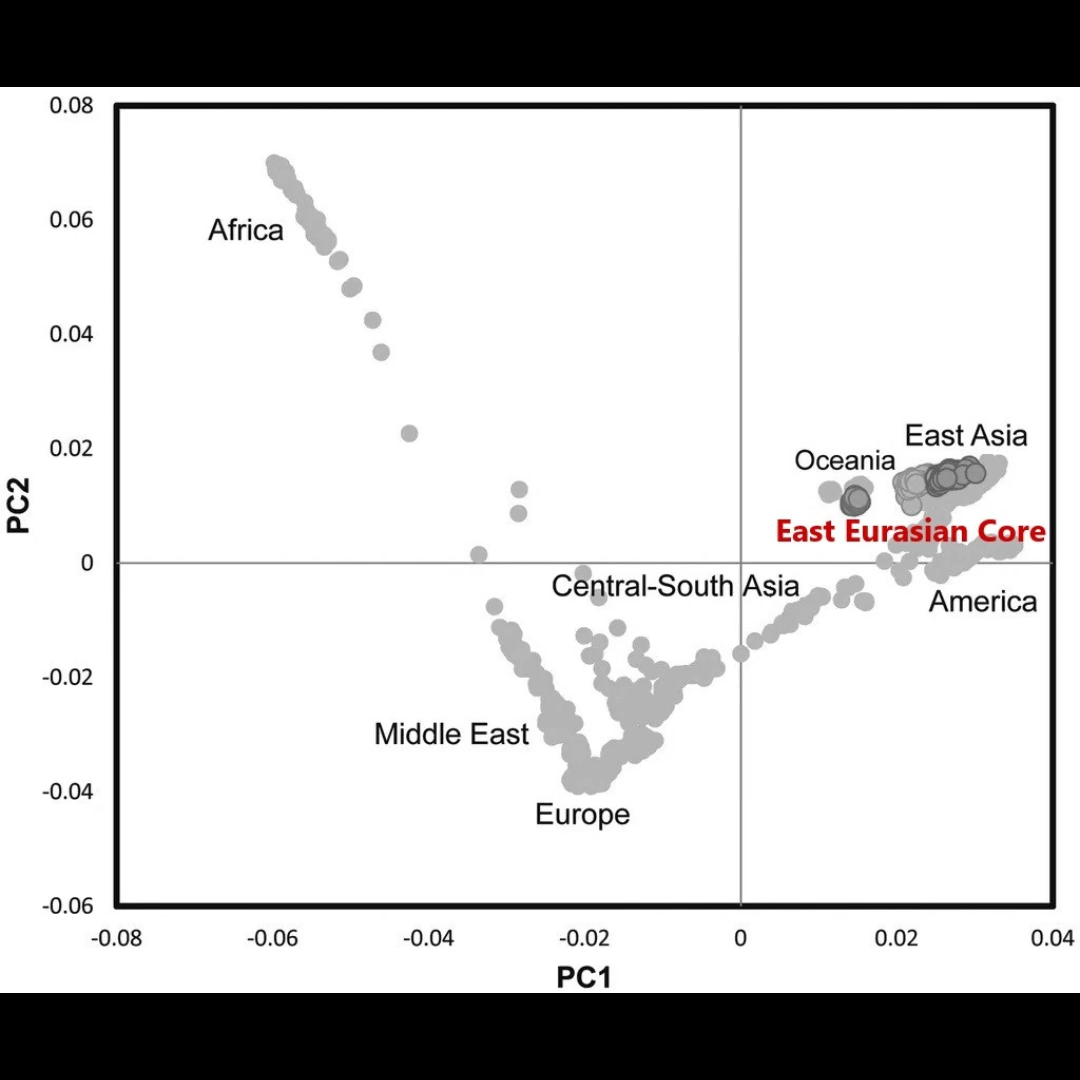 0.08
0.06
Africa
0.04
0.02
East Asia
Oceania
PC2
East Eurasian Core
0
Central-South Asia
America
-0.02
Middle East
-0.04
Europe
-0.06
-0.08 -0.06 -0.04 -0.02 0 0.02 0.04
PC1